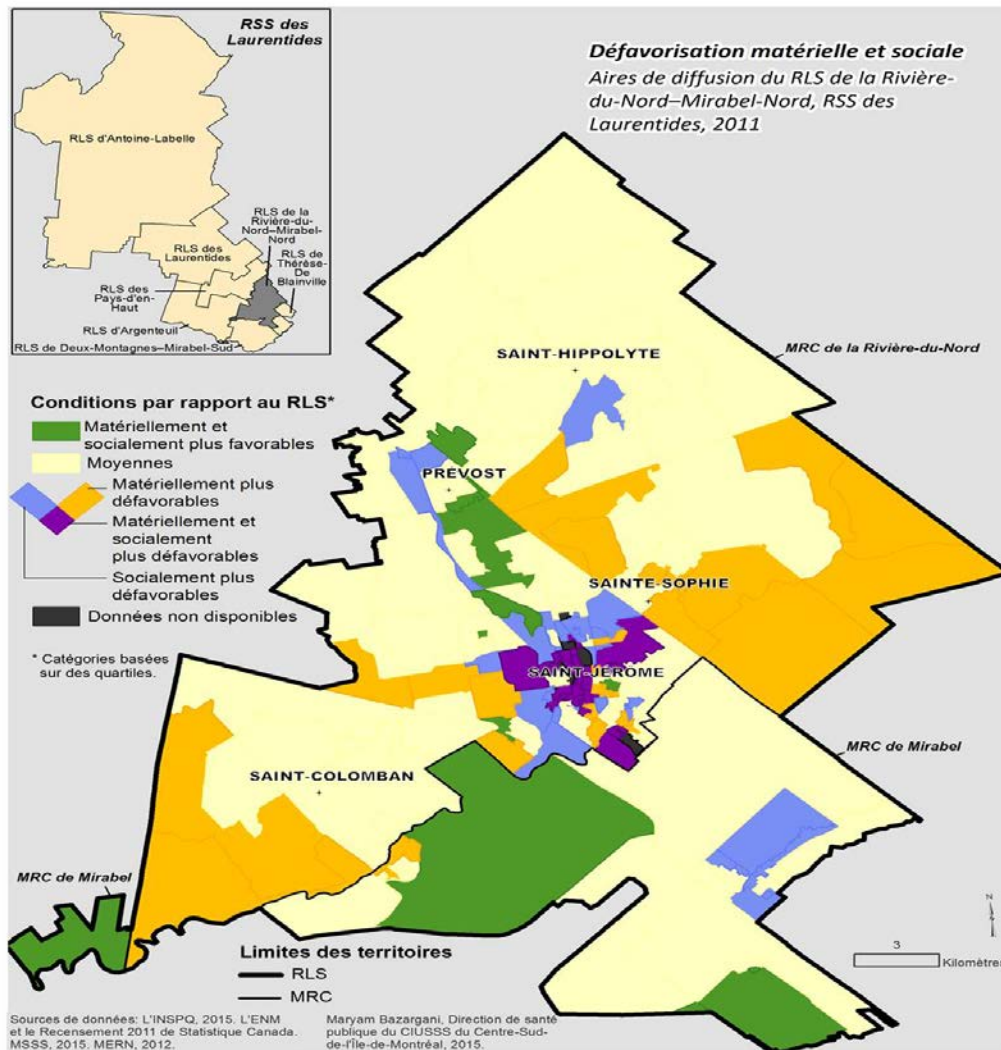 RSS des
Laurentides
RLS d'Antoine-Labelle
RLS de la
Rivière-du-
Nord–Mirabel-
Nord
RLS des
Laurentides
RLS de
Thérèse-
De
Blainville
RLS des
Pays-d'en-
Haut
RLS d'Argenteuil
RLS de Deux-Montagnes–Mirabel-Sud
Défavorisation matérielle et sociale
Aires de diffusion du RLS de la Rivière-
du-Nord–Mirabel-Nord, RSS des
Laurentides, 2011
Conditions par rapport au RLS*
Matériellement et
socialement plus favorables
Moyennes
Matériellement plus
défavorables
Matériellement et
socialement
plus défavorables
Socialement plus
défavorables
Données non disponibles
* Catégories basées
sur des quartiles.
SAINT-HIPPOLYTE
MRC de la Rivière-du-Nord
PRÉVOST
SAINTE-SOPHIE
SAINT-JÉRÔME
MRC de Mirabel
SAINT-COLOMBAN
MRC de Mirabel
Limites des territoires
RLS
MRC
N
3
Kilomètres
Sources de données: L'INSPQ, 2015. L'ENM
et le Recensement 2011 de Statistique Canada.
MSSS, 2015. MERN, 2012.
Maryam Bazargani, Direction de santé
publique du CIUSSS du Centre-Sud-
de-l'Île-de-Montréal, 2015.